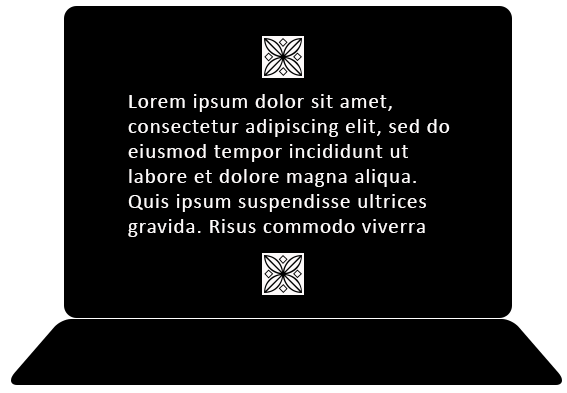 Lorem ipsum dolor sit amet,
consectetur adipiscing elit, sed do
eiusmod tempor incididunt ut
labore et dolore magna aliqua.
Quis ipsum suspendisse ultrices
gravida. Risus commodo viverra